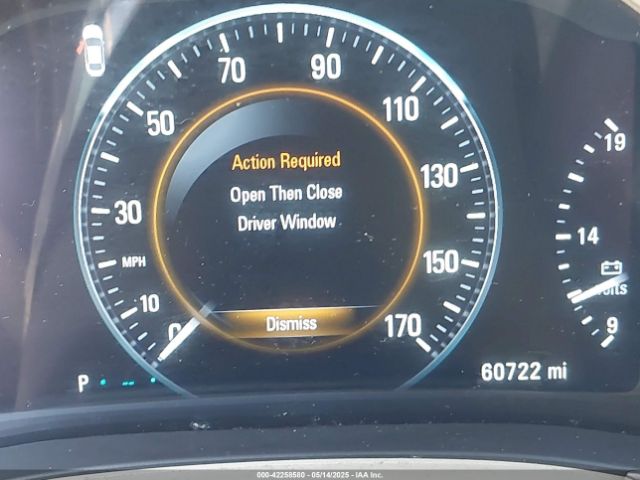 70 90
50 110
Action Required
Open Then Close
Driver Window
30 130
MPH 150
10
0 170
Dismiss
P
60722 mi
19
14
9
000-42258580 - 05/14/2025 - IAA Inc.